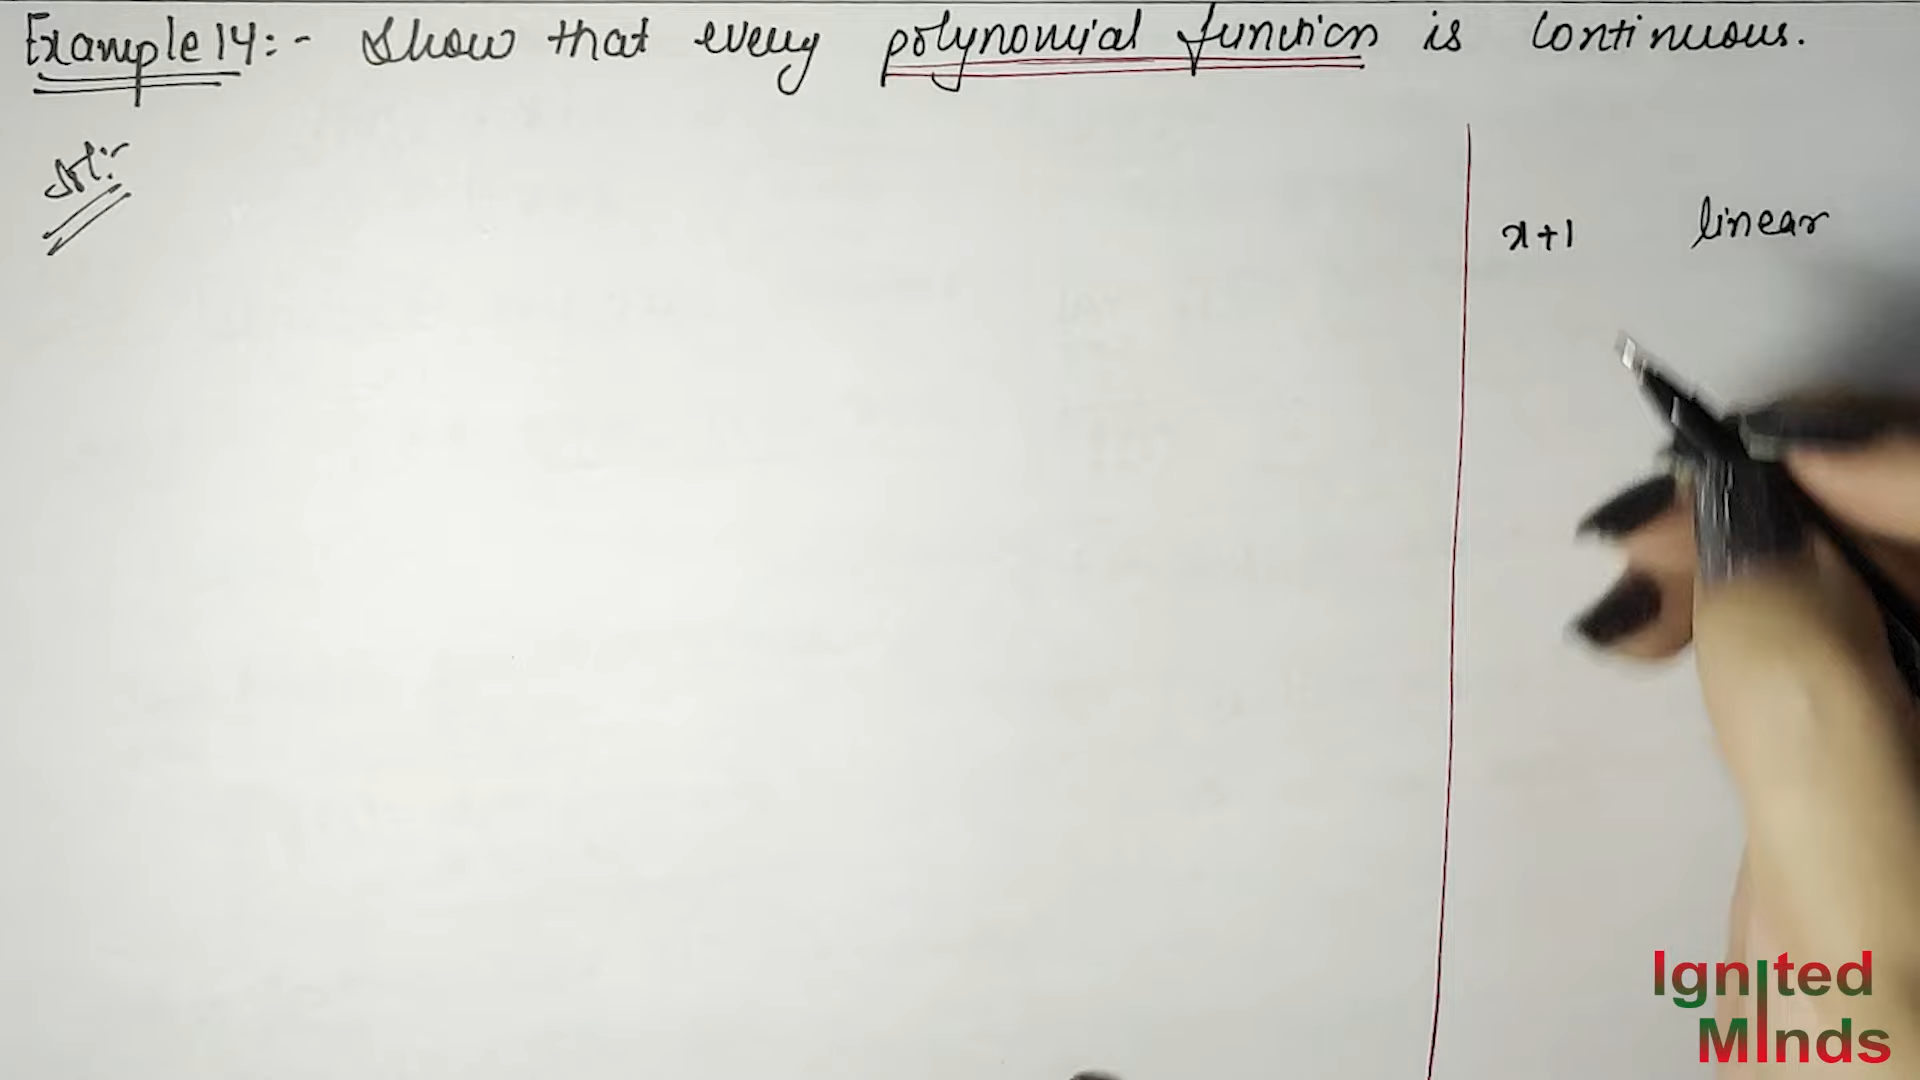 Example 14:- Show that every polynomial function is continuous.
Sol:-
x+1 linear
Ignited
Minds